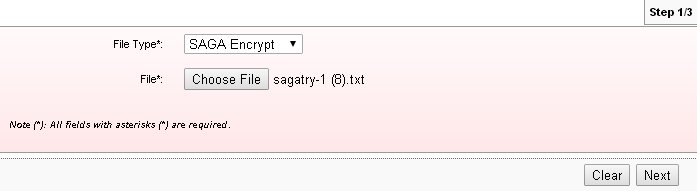 Step 1/3
File Type*: SAGA Encrypt
File*: Choose File sagatry-1 (8).txt
Note (*): All fields with asterisks (*) are required.
Clear Next